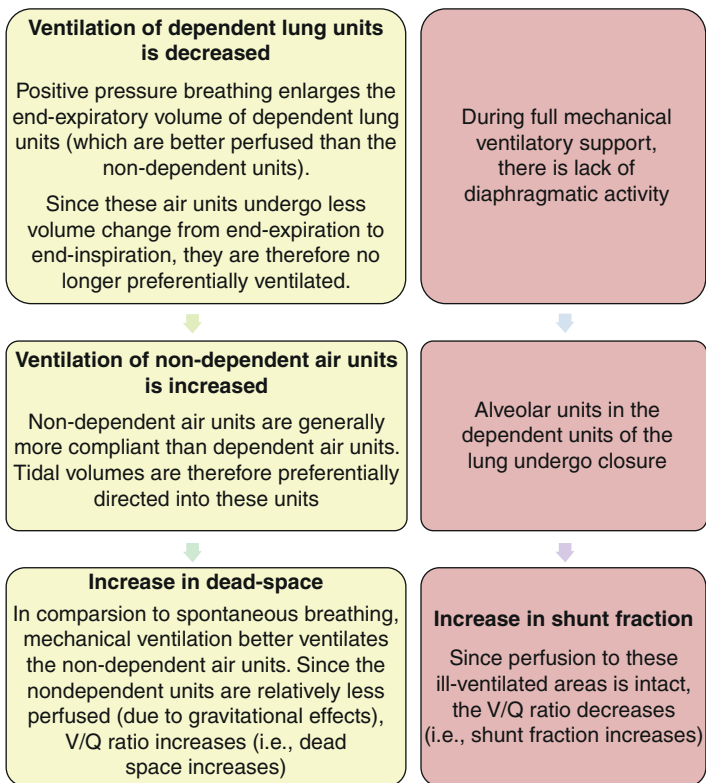 Ventilation of dependent lung units
is decreased
Positive pressure breathing enlarges the
end-expiratory volume of dependent lung
units (which are better perfused than the
non-dependent units).
Since these air units undergo less
volume change from end-expiration to
end-inspiration, they are therefore no
longer preferentially ventilated.
Ventilation of non-dependent air units
is increased
Non-dependent air units are generally
more compliant than dependent air units.
Tidal volumes are therefore preferentially
directed into these units
Increase in dead-space
In comparsion to spontaneous breathing,
mechanical ventilation better ventilates
the non-dependent air units. Since the
nondependent units are relatively less
perfused (due to gravitational effects),
V/Q ratio increases (i.e., dead
space increases)
During full mechanical
ventilatory support,
there is lack of
diaphragmatic activity
Alveolar units in the
dependent units of the
lung undergo closure
Increase in shunt fraction
Since perfusion to these
ill-ventilated areas is intact,
the V/Q ratio decreases
(i.e., shunt fraction increases)